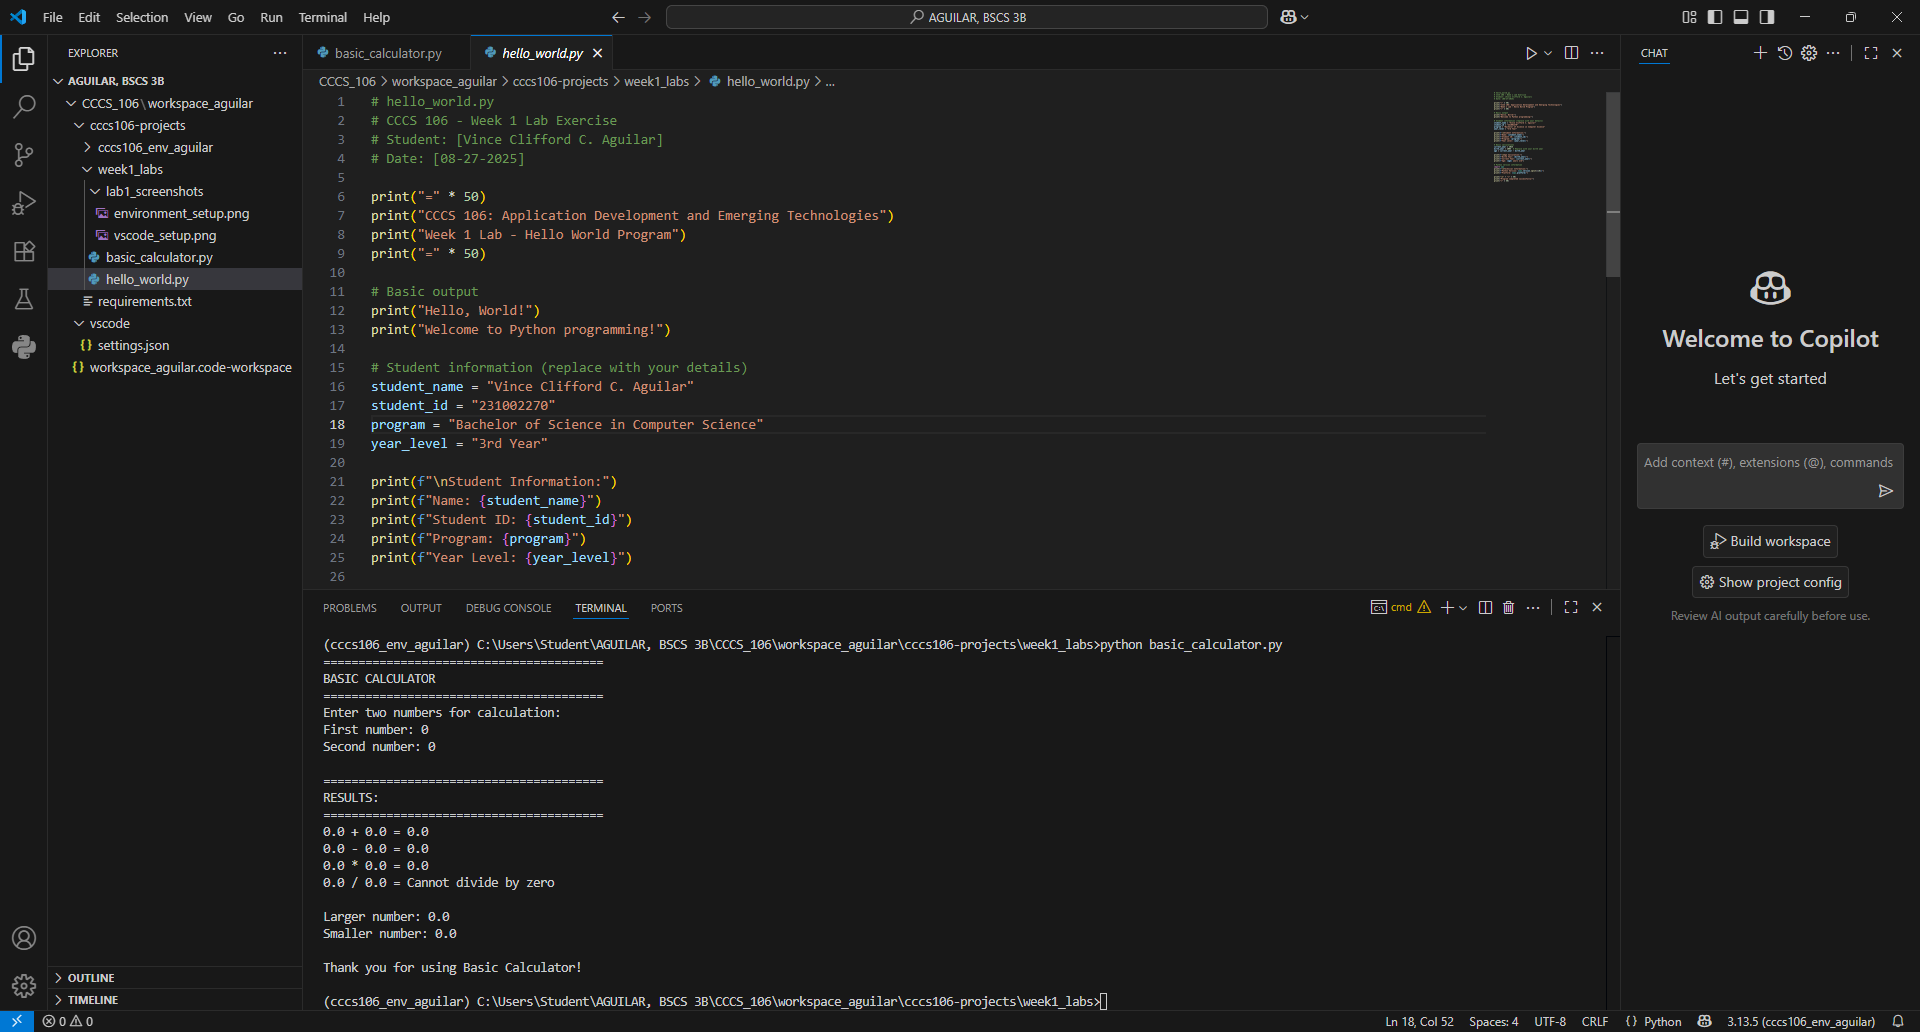 File Edit Selection View Go Run Terminal Help
AGUILAR, BSCS 3B
EXPLORER
AGUILAR, BSCS 3B
CCCS_106\workspace_aguilar
cccs106-projects
cccs106_env_aguilar
week1_labs
lab1_screenshots
environment_setup.png
vscode_setup.png
basic_calculator.py
hello_world.py
requirements.txt
vscode
{} settings.json
{} workspace_aguilar.code-workspace
OUTLINE
TIMELINE
basic_calculator.py
hello_world.py
CCCS_106 > workspace_aguilar > cccs106-projects > week1_labs > hello_world.py > ...
1 # hello_world.py
2 # CCCS 106 - Week 1 Lab Exercise
3 # Student: [Vince Clifford C. Aguilar]
4 # Date: [08-27-2025]
5
6 print("=" * 50)
7 print("CCCS 106: Application Development and Emerging Technologies")
8 print("Week 1 Lab - Hello World Program")
9 print("=" * 50)
10
11 # Basic output
12 print("Hello, World!")
13 print("Welcome to Python programming!")
14
15 # Student information (replace with your details)
16 student_name = "Vince Clifford C. Aguilar"
17 student_id = "231002270"
18 program = "Bachelor of Science in Computer Science"
19 year_level = "3rd Year"
20
21 print(f"\nStudent Information:")
22 print(f"Name: {student_name}")
23 print(f"Student ID: {student_id}")
24 print(f"Program: {program}")
25 print(f"Year Level: {year_level}")
26
PROBLEMS OUTPUT DEBUG CONSOLE TERMINAL PORTS
cmd
(cccs106_env_aguilar) C:\Users\Student\AGUILAR, BSCS 3B\CCCS_106\workspace_aguilar\cccs106-projects\week1_labs>python basic_calculator.py
========================================
BASIC CALCULATOR
========================================
Enter two numbers for calculation:
First number: 0
Second number: 0
========================================
RESULTS:
========================================
0.0 + 0.0 = 0.0
0.0 - 0.0 = 0.0
0.0 * 0.0 = 0.0
0.0 / 0.0 = Cannot divide by zero
Larger number: 0.0
Smaller number: 0.0
Thank you for using Basic Calculator!
(cccs106_env_aguilar) C:\Users\Student\AGUILAR, BSCS 3B\CCCS_106\workspace_aguilar\cccs106-projects\week1_labs>
CHAT
Welcome to Copilot
Let's get started
Add context (#), extensions (@), commands
Build workspace
Show project config
Review AI output carefully before use.
0 0
Ln 18, Col 52 Spaces: 4 UTF-8 CRLF {} Python 3.13.5 (cccs106_env_aguilar)